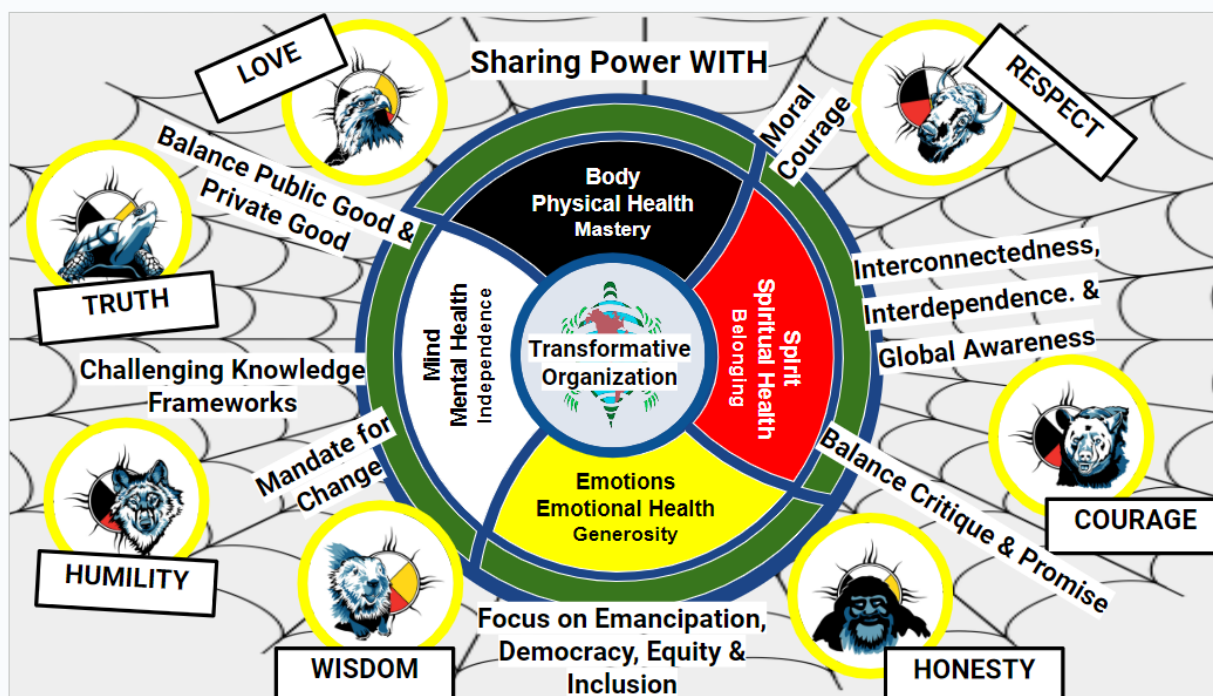 LOVE
Sharing Power WITH
RESPECT
Moral
Courage
Balance Public Good &
Private Good
TRUTH
Body
Physical Health
Mastery
Interconnectedness,
Interdependence. &
Global Awareness
Mind
Mental Health
Independence
Transformative
Organization
Spirit
Spiritual Health
Belonging
Challenging Knowledge
Frameworks
Mandate for
Change
Emotions
Emotional Health
Generosity
Balance Critique & Promise
COURAGE
HUMILITY
WISDOM
Focus on Emancipation,
Democracy, Equity &
Inclusion
HONESTY